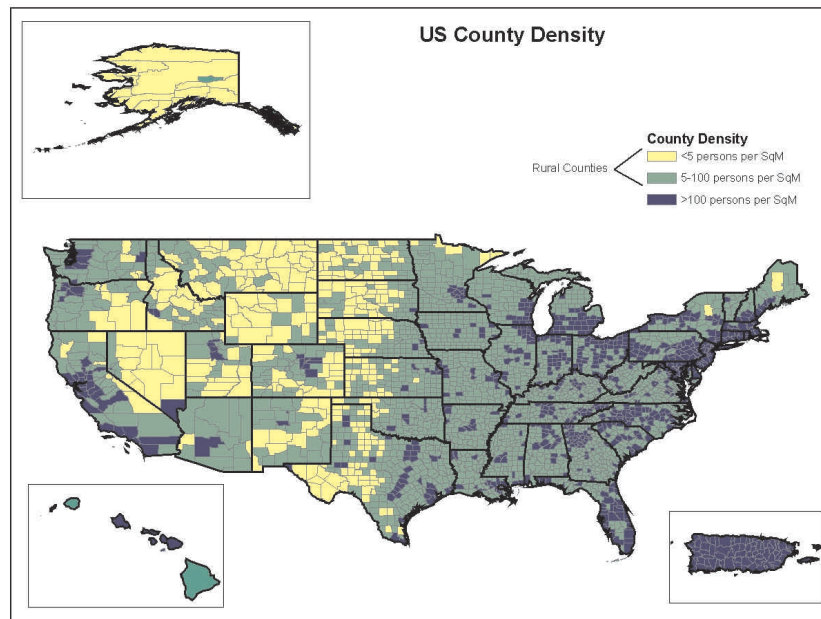 US County Density
County Density
Rural Counties
<5 persons per SqM
5-100 persons per SqM
>100 persons per SqM